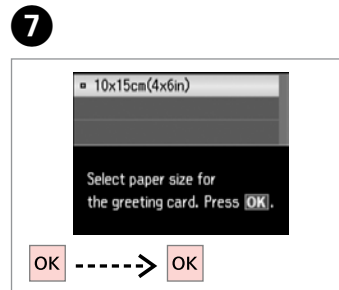 7
10x15cm(4x6in)
Select paper size for
the greeting card. Press OK.
OK OK